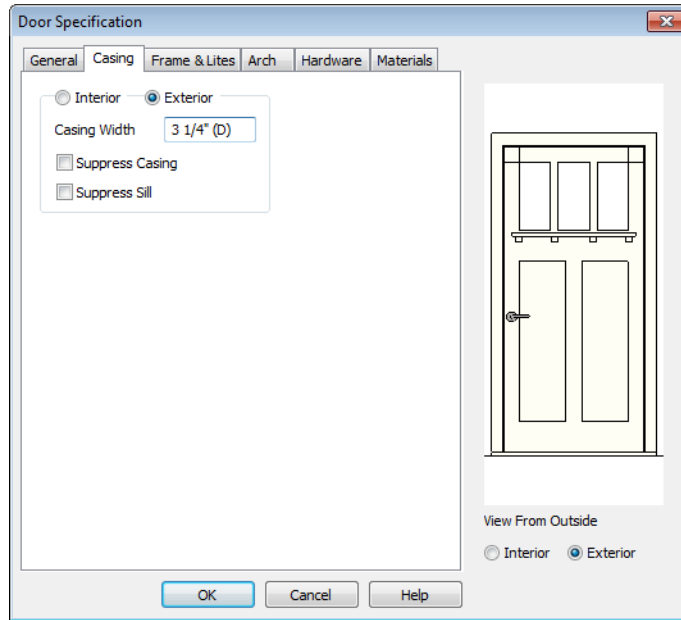 Door Specification
General Casing Frame & Lites Arch Hardware Materials
Interior Exterior
Casing Width 3 1/4" (D)
Suppress Casing
Suppress Sill
View From Outside
Interior Exterior
OK Cancel Help